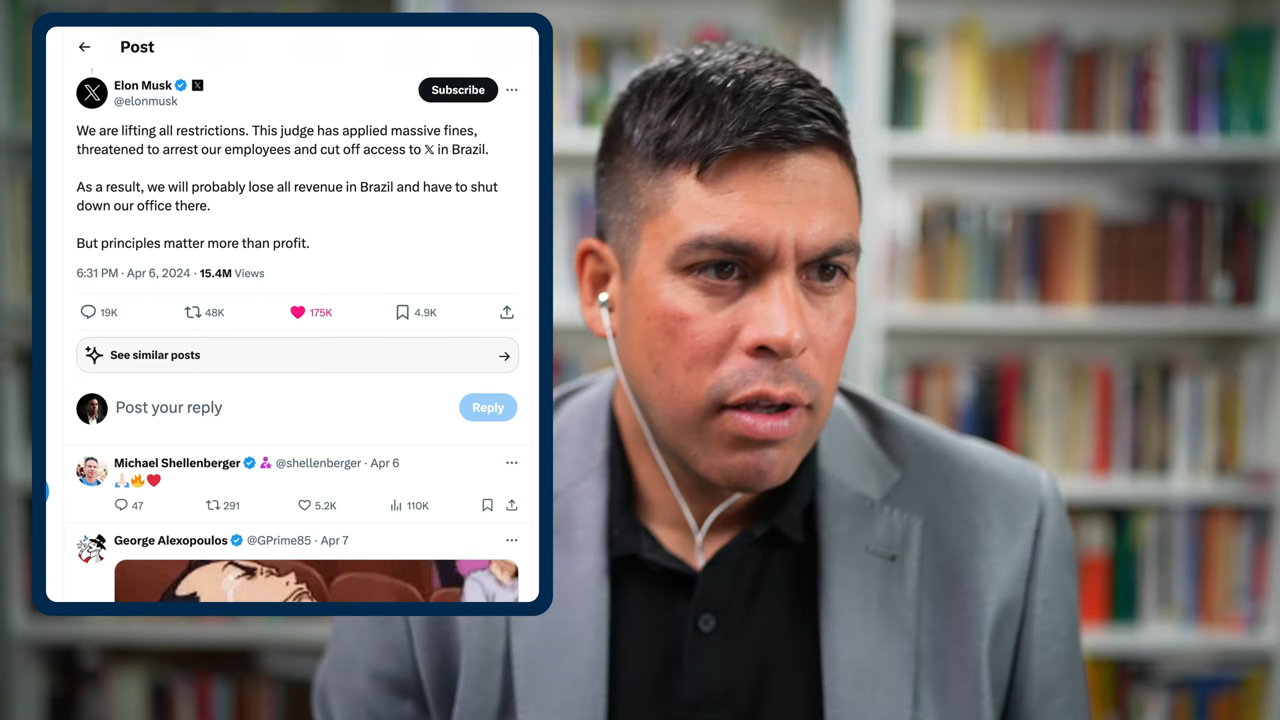 Post
Elon Musk
@elonmusk
Subscribe
We are lifting all restrictions. This judge has applied massive fines,
threatened to arrest our employees and cut off access to 𝕏 in Brazil.
As a result, we will probably lose all revenue in Brazil and have to shut
down our office there.
But principles matter more than profit.
6:31 PM · Apr 6, 2024 · 15.4M Views
19K 48K 175K 4.9K
See similar posts
Post your reply
Reply
Michael Shellenberger @shellenberger · Apr 6
47 291 5.2K 110K
George Alexopoulos @GPrime85 · Apr 7